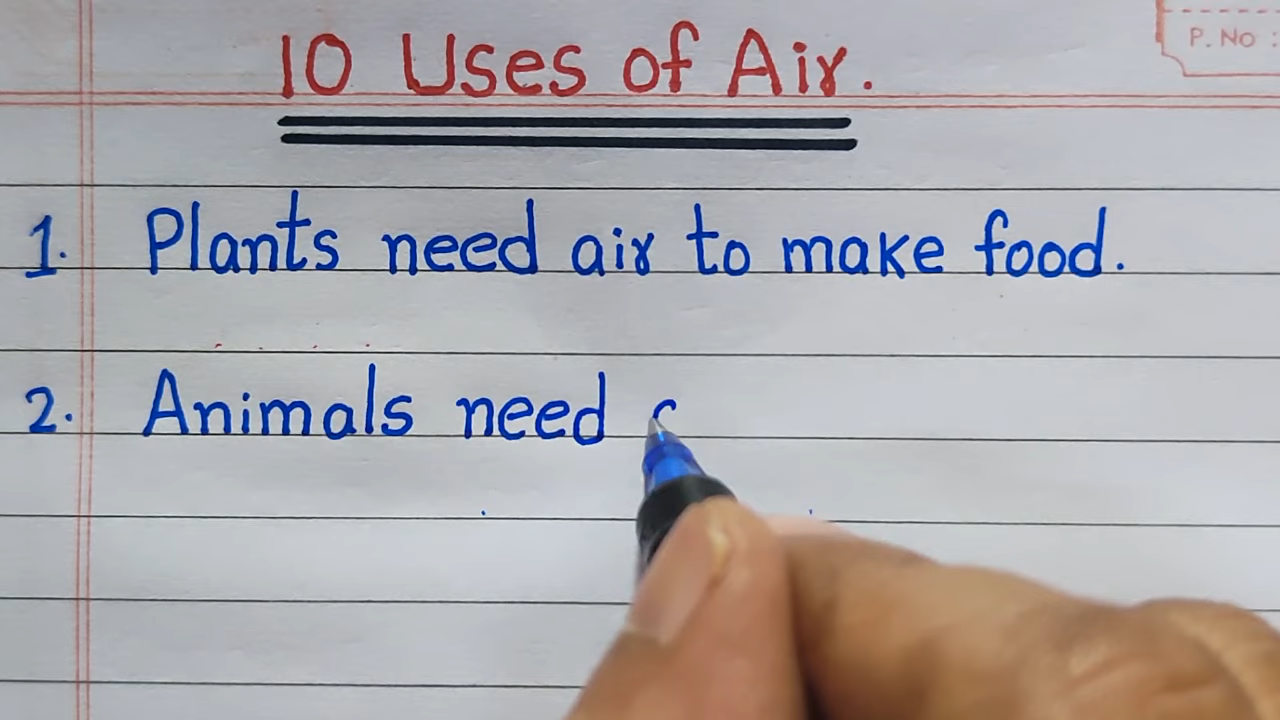 P. No :
10 Uses of Air.
1. Plants need air to make food.
2. Animals need